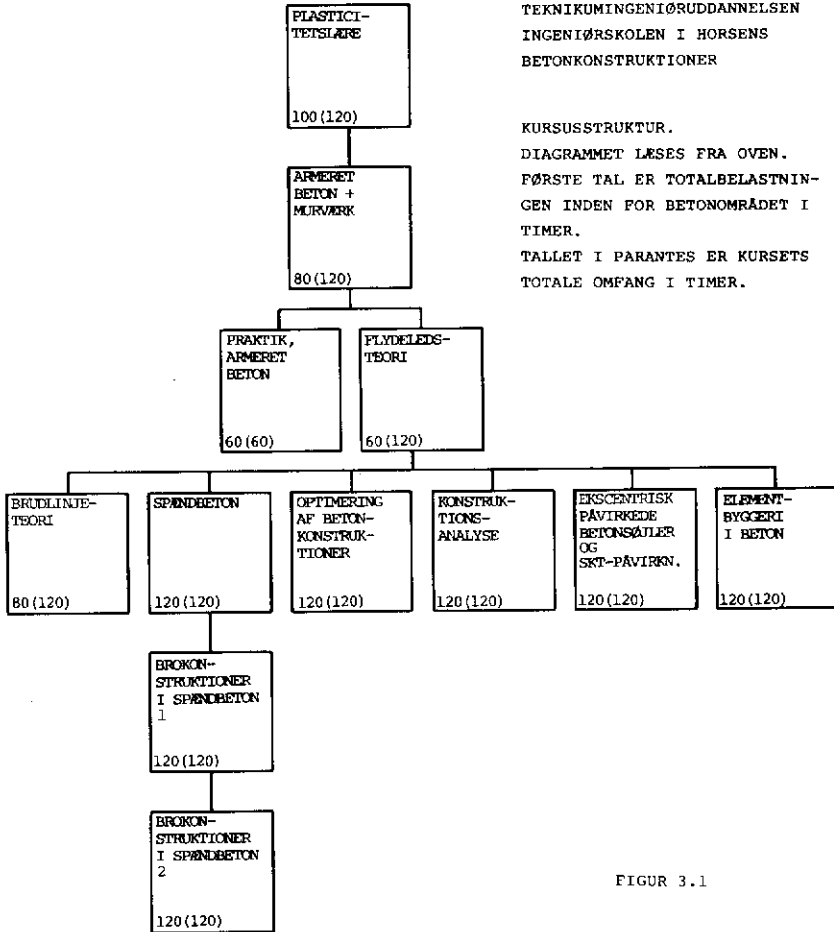 PLASTICI-
TETSLÆRE
100(120)
TEKNIKUMINGENIØRUDDANNELSEN
INGENIØRSKOLEN I HORSENS
BETONKONSTRUKTIONER
KURSUSSTRUKTUR.
DIAGRAMMET LÆSES FRA OVEN.
FØRSTE TAL ER TOTALBELASTNIN-
GEN INDEN FOR BETONOMRÅDET I
TIMER.
TALLET I PARANTES ER KURSETS
TOTALE OMFANG I TIMER.
ARMERET
BETON +
MURVÆRK
80(120)
PRAKTIK,
ARMERET
BETON
60(60)
FLYDELEDS-
TEORI
60(120)
BRUDLINJE-
TEORI
80(120)
SPÆNDBETON
120(120)
OPTIMERING
AF BETON-
KONSTRUK-
TIONER
120(120)
KONSTRUK-
TIONS-
ANALYSE
120(120)
EKSCENTRISK
PÅVIRKEDE
BETONSØJLER
OG
SKT-PÅVIRKN.
120(120)
ELEMENT-
BYGGERI
I BETON
120(120)
BROKON-
STRUKTIONER
I SPÆNDBETON
1
120(120)
BROKON-
STRUKTIONER
I SPÆNDBETON
2
120(120)
FIGUR 3.1